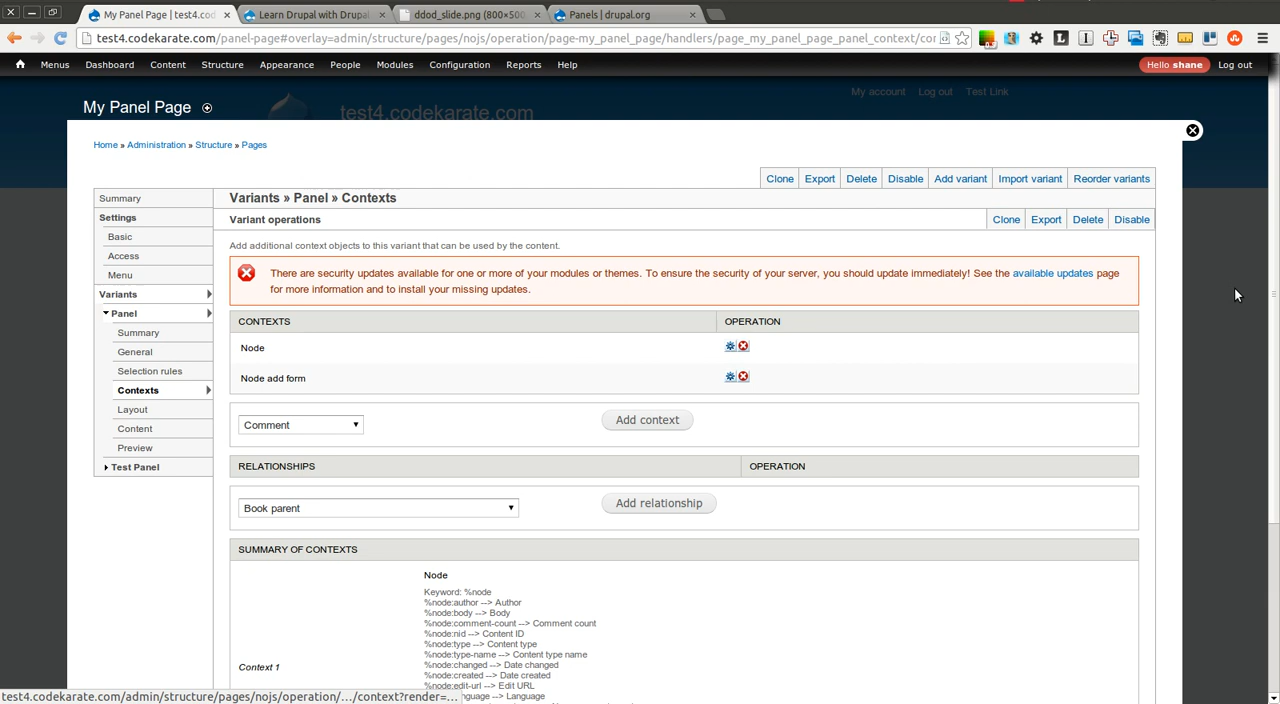 My Panel Page | test4.cod
Learn Drupal with Drupal
ddod_slide.png (800×500
Panels | drupal.org
test4.codekarate.com/panel-page#overlay=admin/structure/pages/nojs/operation/page-my_panel_page/handlers/page_my_panel_page_panel_context/cor
Menus Dashboard Content Structure Appearance People Modules Configuration Reports Help Hello shane Log out
My account Log out Test Link
My Panel Page
test4.codekarate.com
Home » Administration » Structure » Pages
Clone Export Delete Disable Add variant Import variant Reorder variants
Summary
Settings
Basic
Access
Menu
Variants
Panel
Summary
General
Selection rules
Contexts
Layout
Content
Preview
Test Panel
Variants » Panel » Contexts
Variant operations
Clone Export Delete Disable
Add additional context objects to this variant that can be used by the content.
There are security updates available for one or more of your modules or themes. To ensure the security of your server, you should update immediately! See the available updates page
for more information and to install your missing updates.
CONTEXTS OPERATION
Node
Node add form
Comment Add context
RELATIONSHIPS OPERATION
Book parent Add relationship
SUMMARY OF CONTEXTS
Context 1
Node
Keyword: %node
%node:author --> Author
%node:body --> Body
%node:comment-count --> Comment count
%node:nid --> Content ID
%node:type --> Content type
%node:type-name --> Content type name
%node:changed --> Date changed
%node:created --> Date created
%node:edit-url --> Edit URL
nguage --> Language
test4.codekarate.com/admin/structure/pages/nojs/operation/.../context?render=...